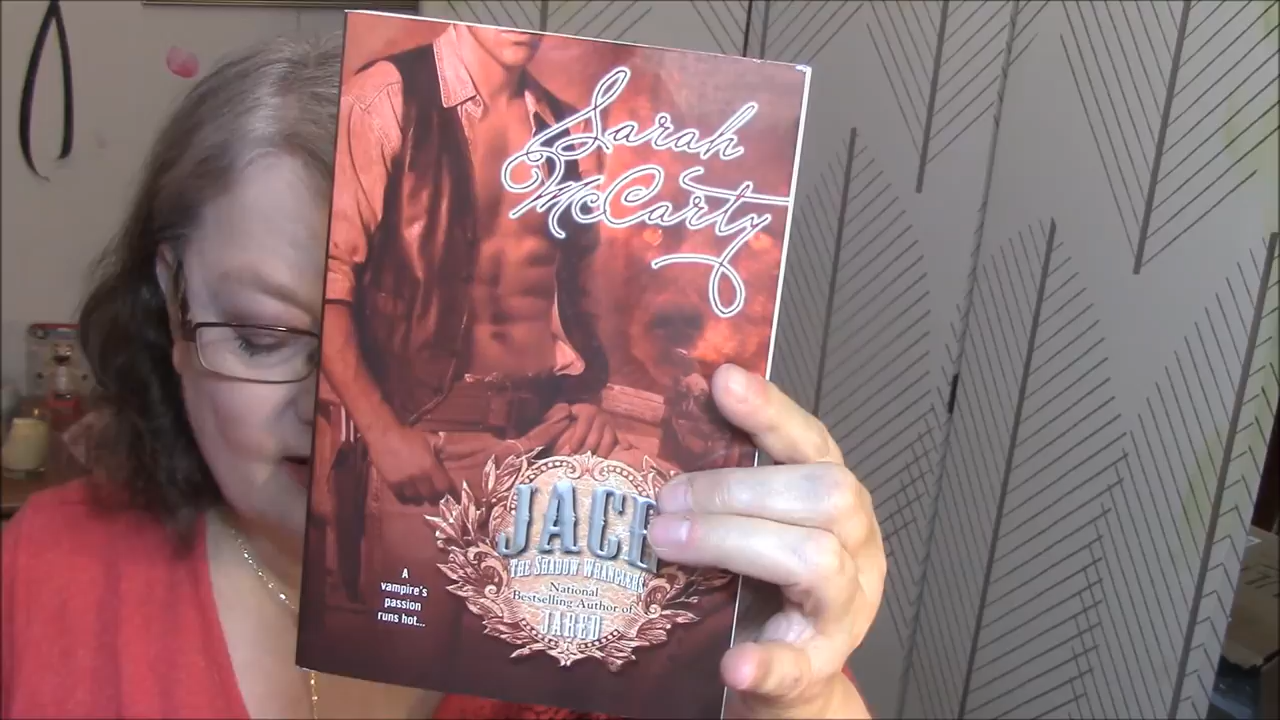 Sarah
McCarty
JACE
THE SHADOW WRANGLERS
National
Bestselling Author of
JARED
A
vampire's
passion
runs hot...